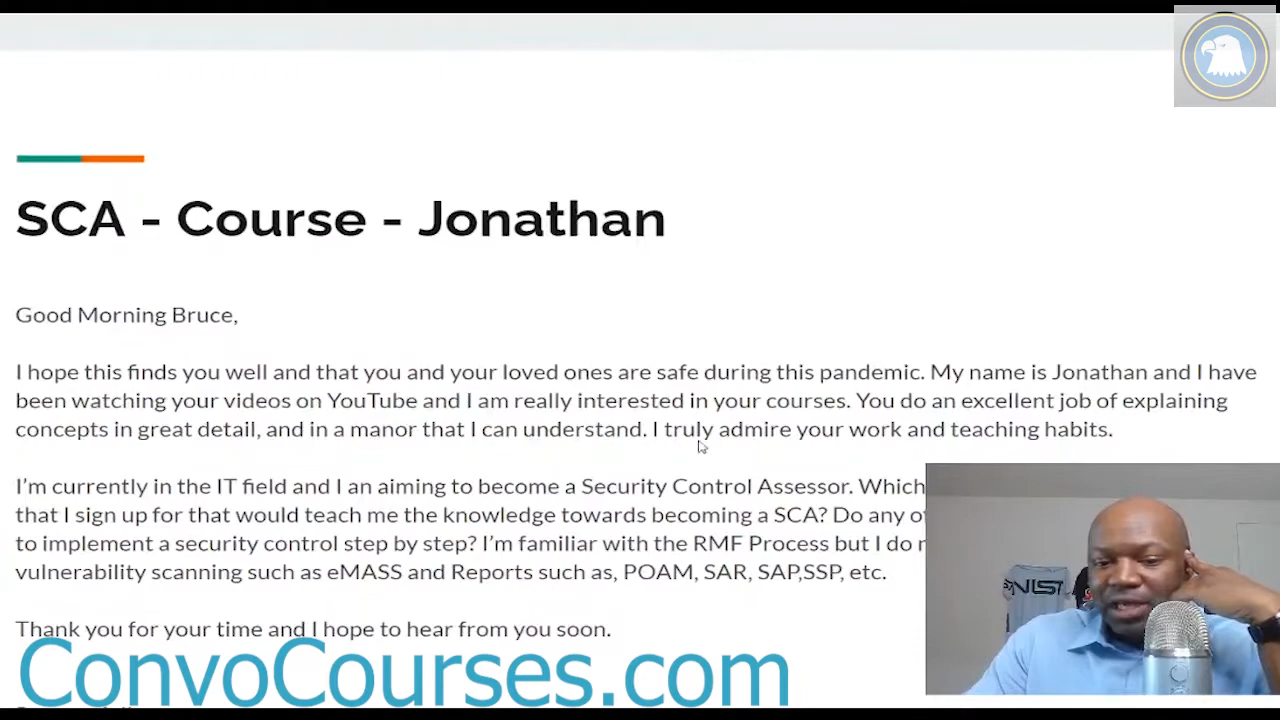 SCA - Course - Jonathan
Good Morning Bruce,
I hope this finds you well and that you and your loved ones are safe during this pandemic. My name is Jonathan and I have
been watching your videos on YouTube and I am really interested in your courses. You do an excellent job of explaining
concepts in great detail, and in a manor that I can understand. I truly admire your work and teaching habits.
I'm currently in the IT field and I an aiming to become a Security Control Assessor. Which
that I sign up for that would teach me the knowledge towards becoming a SCA? Do any
to implement a security control step by step? I'm familiar with the RMF Process but I do
vulnerability scanning such as eMASS and Reports such as, POAM, SAR, SAP,SSP, etc.
NIST
Thank you for your time and I hope to hear from you soon.
ConvoCourses.com